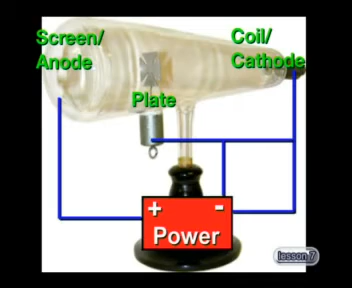 Screen/
Anode
Coil/
Cathode
Plate
+ -
Power
lesson 7